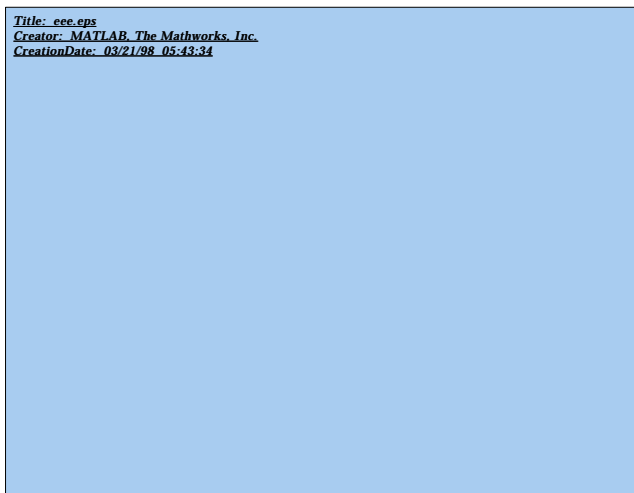 Title: eee.eps
Creator: MATLAB, The Mathworks, Inc.
CreationDate: 03/21/98 05:43:34